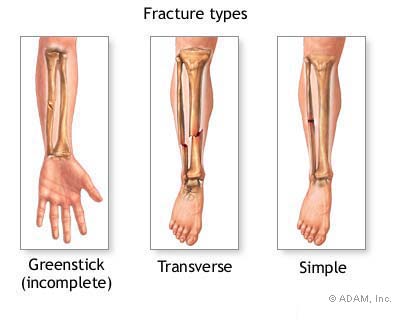 Fracture types
Greenstick
(incomplete)
Transverse
Simple
© ADAM, Inc.